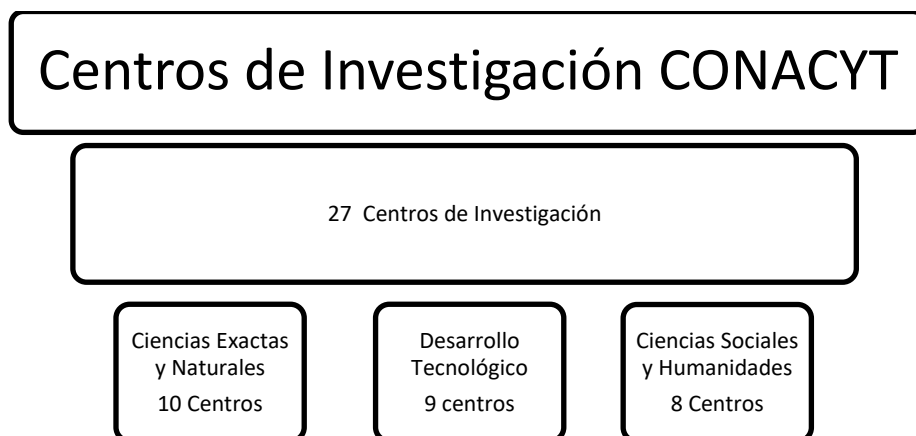 Centros de Investigación CONACYT
27 Centros de Investigación
Ciencias Exactas
y Naturales
10 Centros
Desarrollo
Tecnológico
9 centros
Ciencias Sociales
y Humanidades
8 Centros